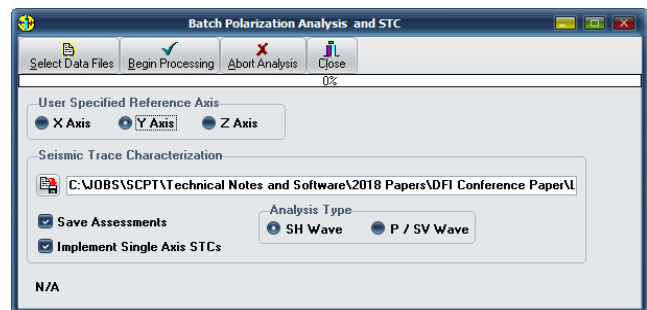 Batch Polarization Analysis and STC
Select Data Files Begin Processing Abort Analysis Close
0%
User Specified Reference Axis
X Axis Y Axis Z Axis
Seismic Trace Characterization
C:\JOBS\SCPT\Technical Notes and Software\2018 Papers\DFI Conference Paper\L
Save Assessments
Analysis Type
SH Wave P / SV Wave
Implement Single Axis STCs
N/A